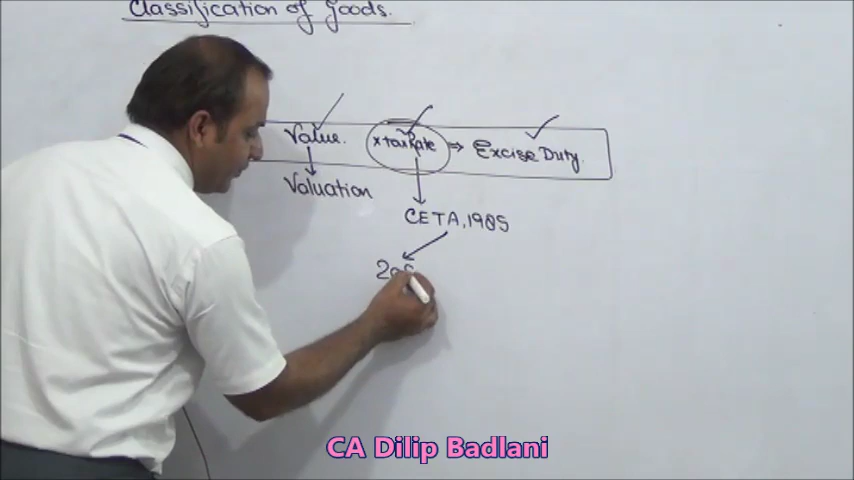 Classification of Goods.
Value. x tax Rate ⇒ Excise Duty.
Valuation
CETA, 1985
CA Dilip Badlani